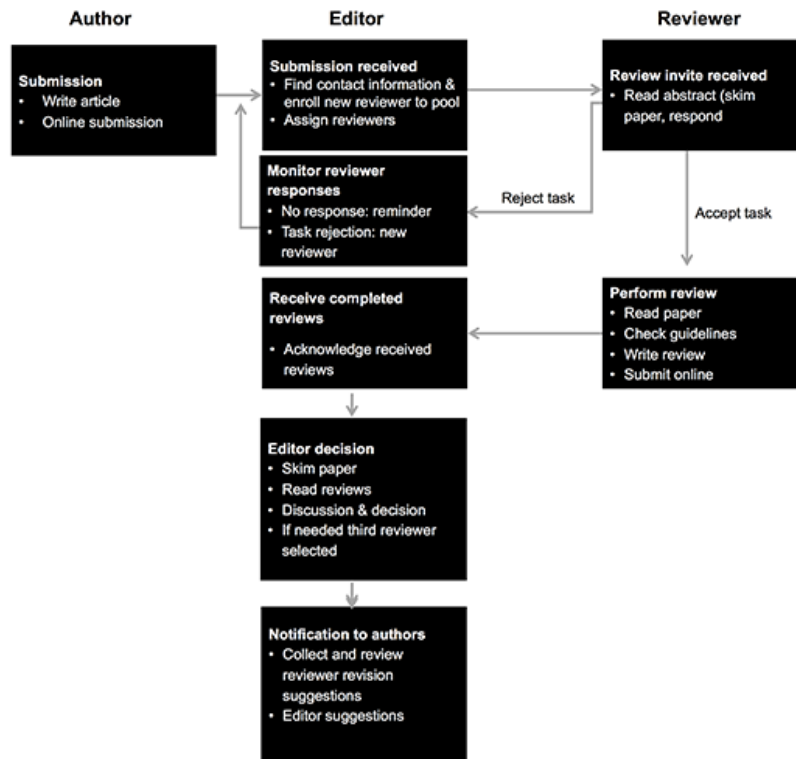 Author
Editor
Reviewer
Submission
• Write article
• Online submission
Submission received
• Find contact information &
enroll new reviewer to pool
• Assign reviewers
Review invite received
• Read abstract (skim
paper, respond
Monitor reviewer
responses
• No response: reminder
• Task rejection: new
reviewer
Reject task
Accept task
Receive completed
reviews
• Acknowledge received
reviews
Perform review
• Read paper
• Check guidelines
• Write review
• Submit online
Editor decision
• Skim paper
• Read reviews
• Discussion & decision
• If needed third reviewer
selected
Notification to authors
• Collect and review
reviewer revision
suggestions
• Editor suggestions